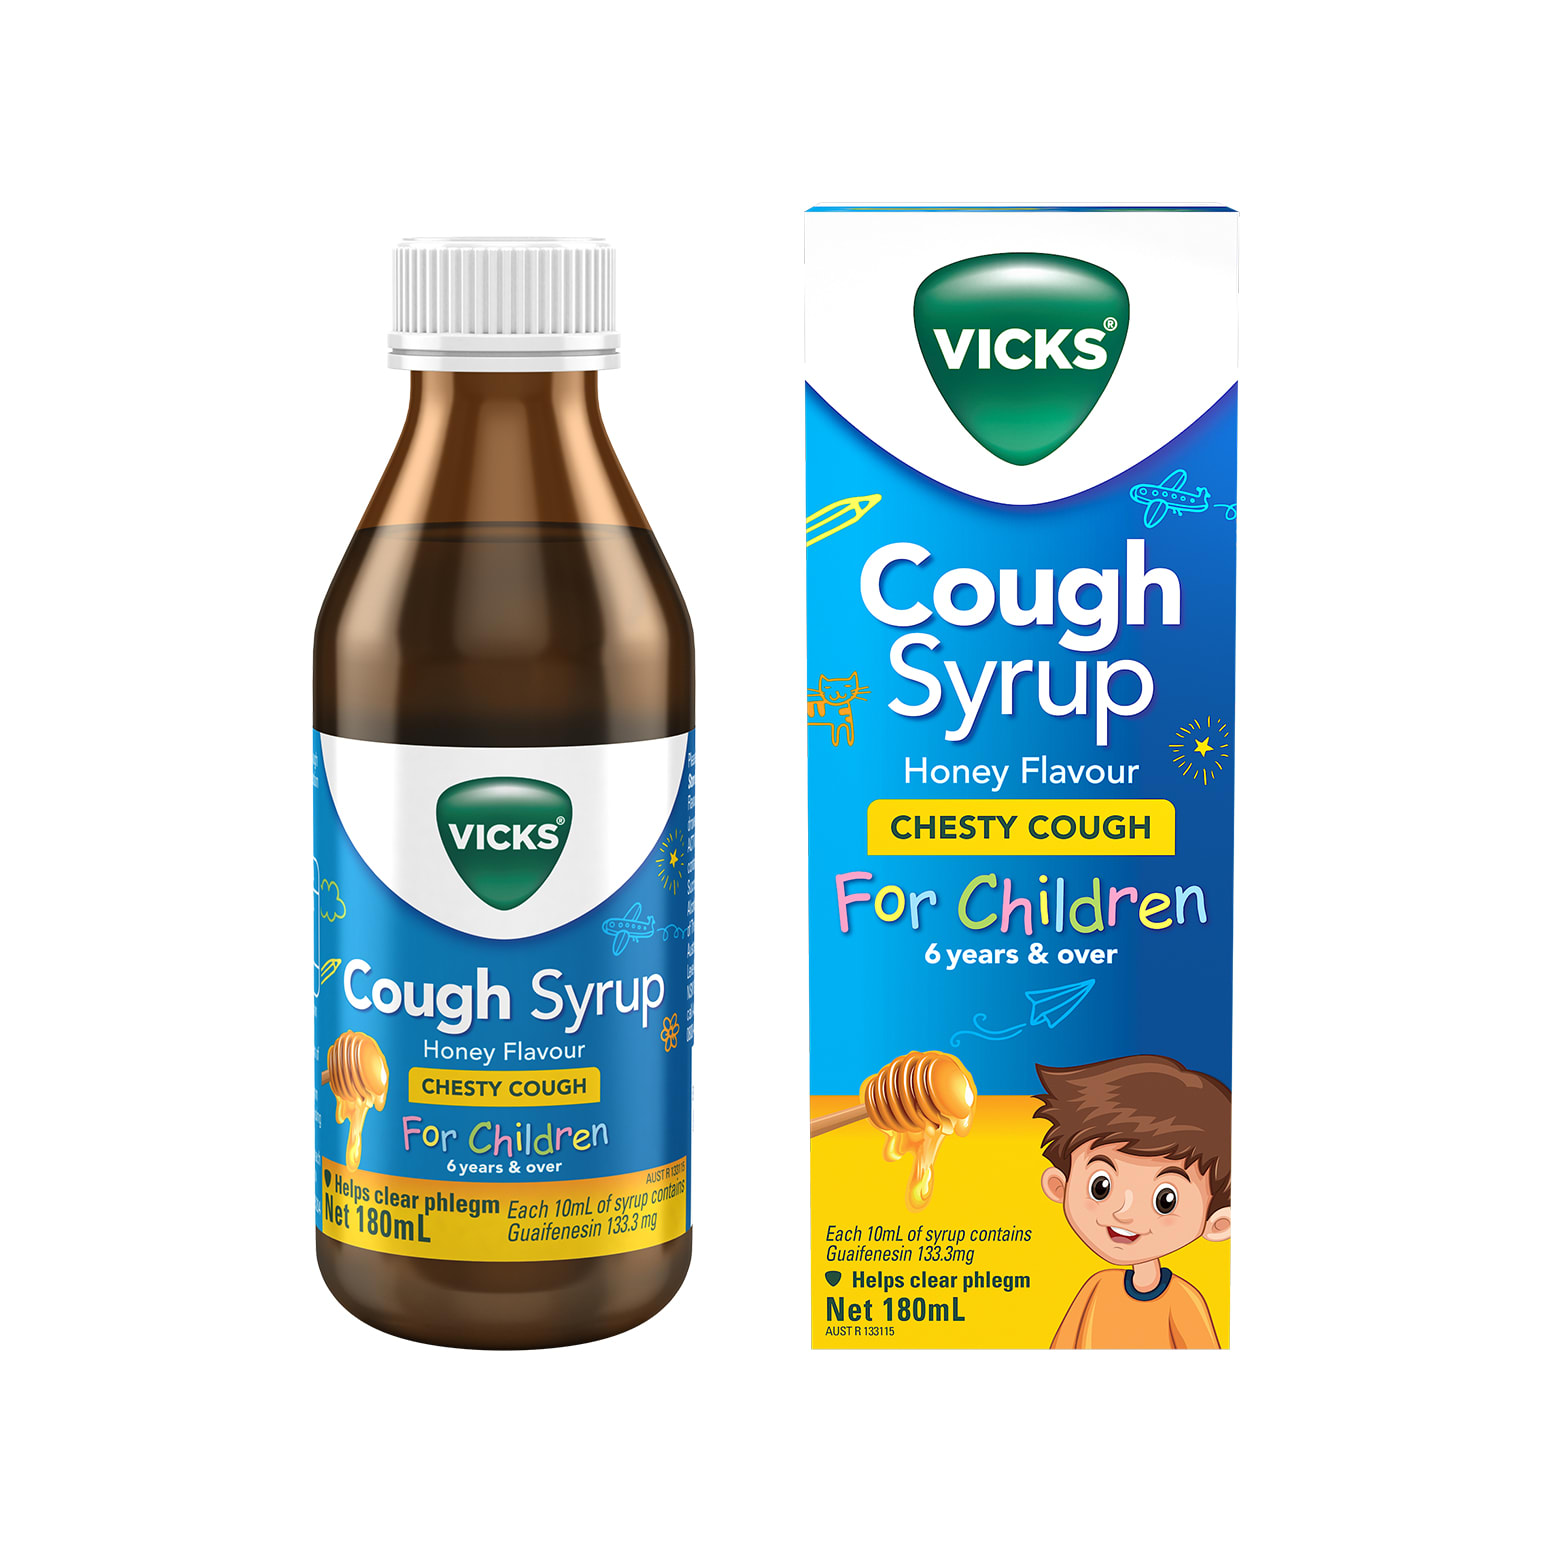 VICKS®
Cough Syrup
Honey Flavour
CHESTY COUGH
For Children
6 years & over
AUST R 133115
Helps clear phlegm
Net 180mL
Each 10mL of syrup contains
Guaifenesin 133.3 mg
VICKS®
Cough
Syrup
Honey Flavour
CHESTY COUGH
For Children
6 years & over
Each 10mL of syrup contains
Guaifenesin 133.3mg
Helps clear phlegm
Net 180mL
AUST R 133115